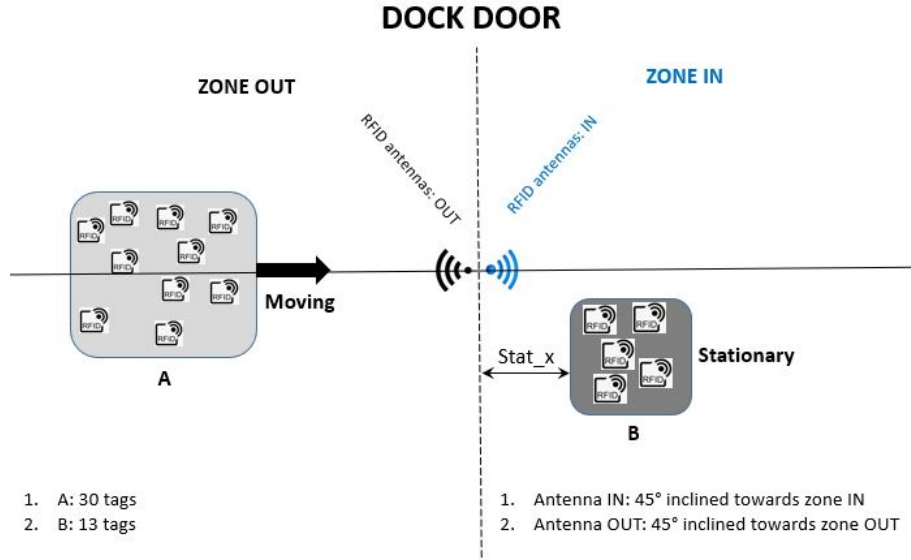 DOCK DOOR
ZONE OUT
ZONE IN
RFID antennas: OUT
RFID antennas: IN
RFID
RFID
RFID
RFID
RFID
RFID
RFID
RFID
RFID
RFID
Moving
A
Stat_x
RFID
RFID
RFID
RFID
RFID
Stationary
B
1. A: 30 tags
2. B: 13 tags
1. Antenna IN: 45° inclined towards zone IN
2. Antenna OUT: 45° inclined towards zone OUT